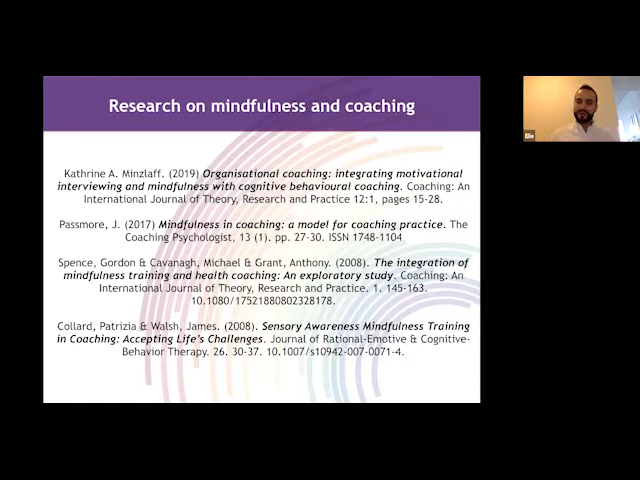 Research on mindfulness and coaching
Kathrine A. Minzlaff. (2019) Organisational coaching: integrating motivational
interviewing and mindfulness with cognitive behavioural coaching. Coaching: An
International Journal of Theory, Research and Practice 12:1, pages 15-28.
Passmore, J. (2017) Mindfulness in coaching: a model for coaching practice. The
Coaching Psychologist, 13 (1). pp. 27-30. ISSN 1748-1104
Spence, Gordon & Cavanagh, Michael & Grant, Anthony. (2008). The integration of
mindfulness training and health coaching: An exploratory study. Coaching: An
International Journal of Theory, Research and Practice. 1. 145-163.
10.1080/17521880802328178.
Collard, Patrizia & Walsh, James. (2008). Sensory Awareness Mindfulness Training
in Coaching: Accepting Life's Challenges. Journal of Rational-Emotive & Cognitive-
Behavior Therapy. 26. 30-37. 10.1007/s10942-007-0071-4.
Elie